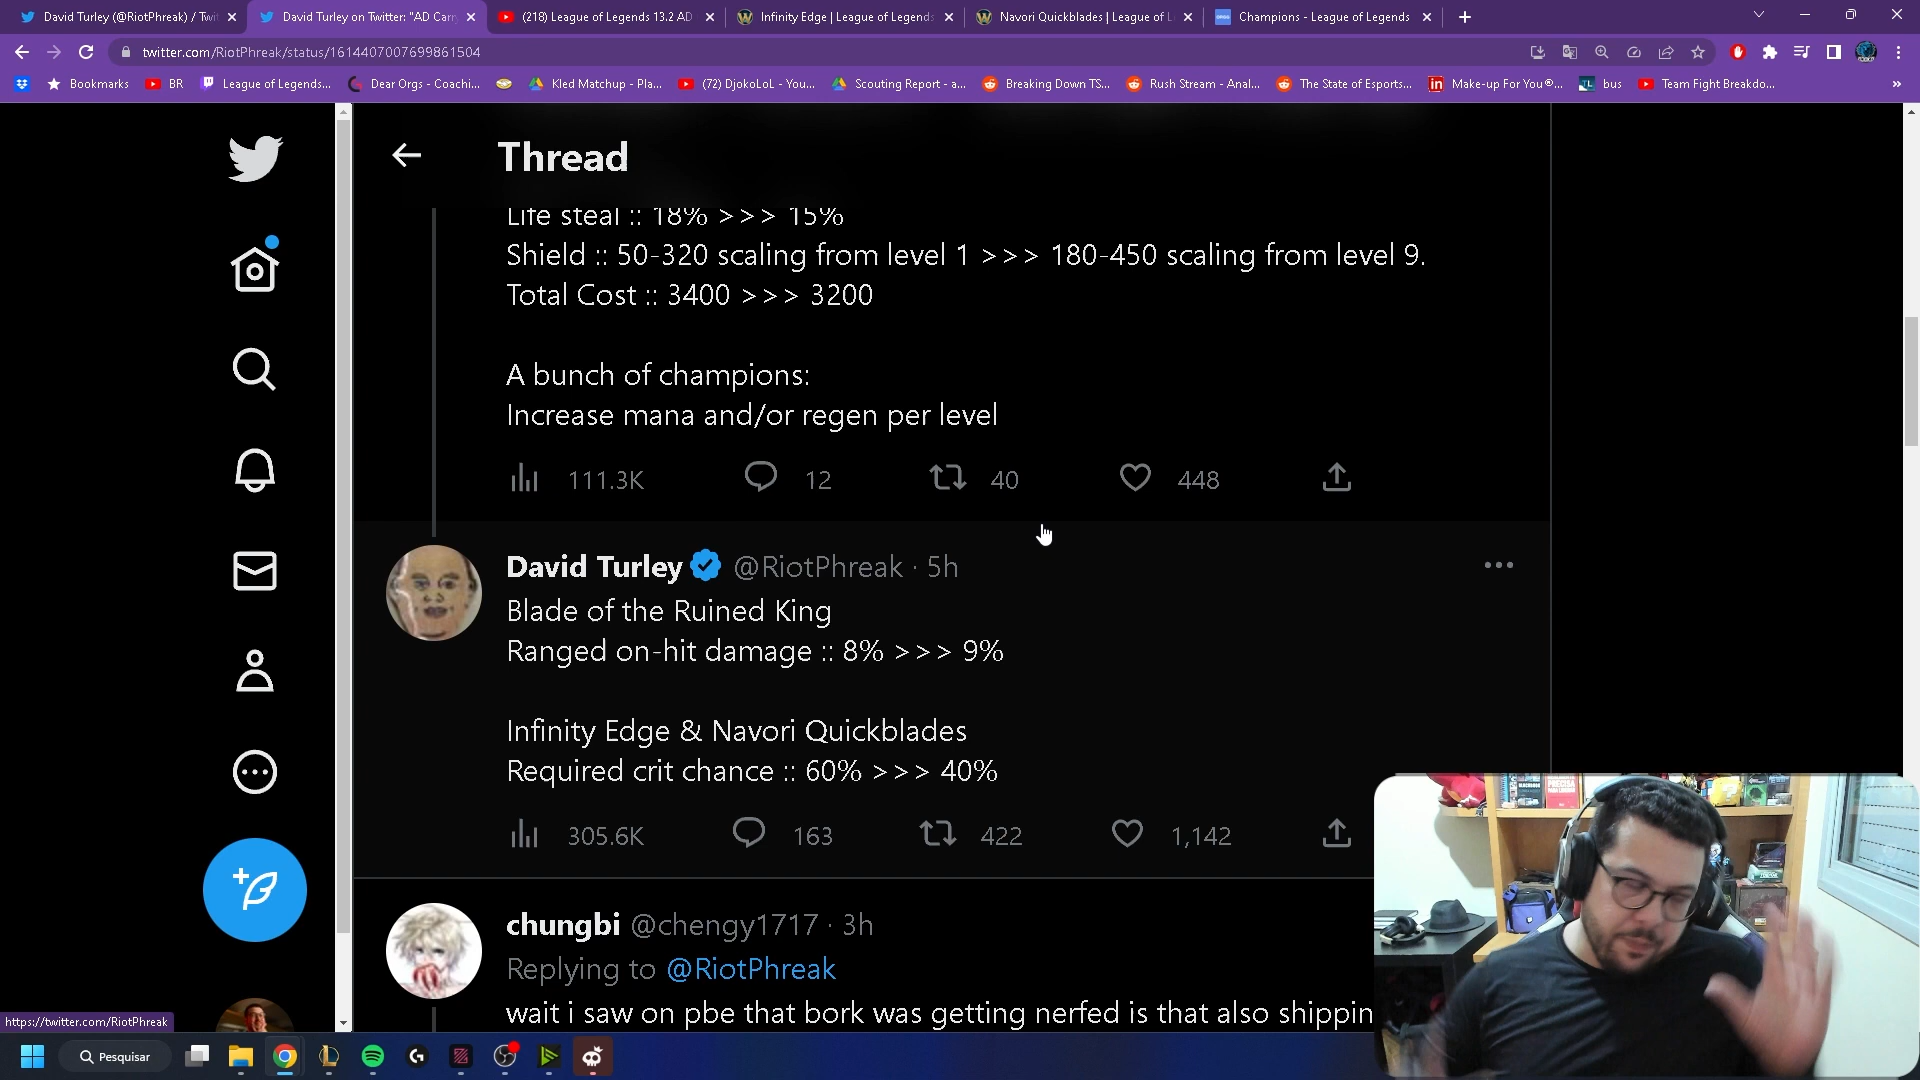 David Turley (@RiotPhreak) / Twi
David Turley on Twitter: "AD Carr
(218) League of Legends 13.2 AD
Infinity Edge | League of Legends
Navori Quickblades | League of L
Champions - League of Legends
twitter.com/RiotPhreak/status/1614407007699861504
Bookmarks
BR
League of Legends...
Dear Orgs - Coachi...
Kled Matchup - Pla...
(72) DjokoLoL - You...
Scouting Report - a...
Breaking Down TS...
Rush Stream - Anal...
The State of Esports...
Make-up For You®...
bus
Team Fight Breakdo...
»
Thread
Life steal :: 18% >>> 15%
Shield :: 50-320 scaling from level 1 >>> 180-450 scaling from level 9.
Total Cost :: 3400 >>> 3200
A bunch of champions:
Increase mana and/or regen per level
111.3K 12 40 448
David Turley @RiotPhreak · 5h
Blade of the Ruined King
Ranged on-hit damage :: 8% >>> 9%
Infinity Edge & Navori Quickblades
Required crit chance :: 60% >>> 40%
305.6K 163 422 1,142
chungbi @chengy1717 · 3h
Replying to @RiotPhreak
wait i saw on pbe that bork was getting nerfed is that also shippin
https://twitter.com/RiotPhreak
Pesquisar